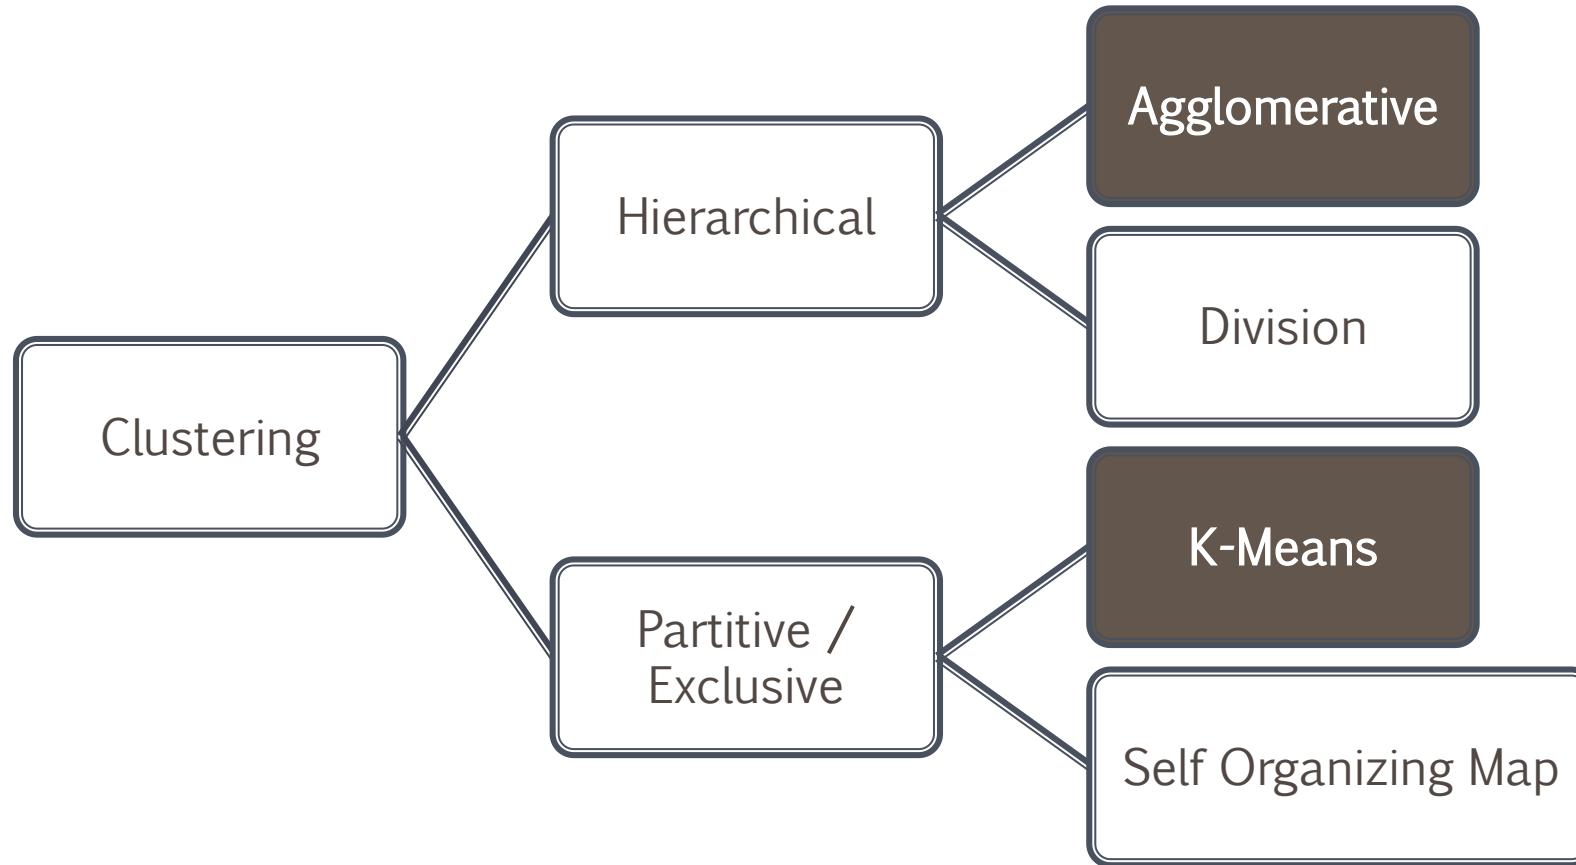 Agglomerative
Hierarchical
Division
Clustering
K-Means
Partitive /
Exclusive
Self Organizing Map